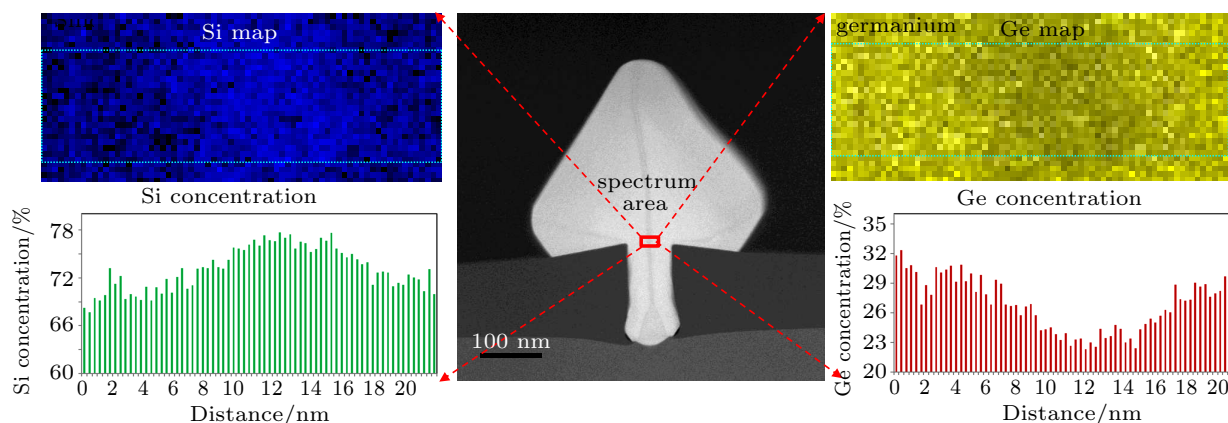 Si map
Si concentration
Si concentration/%
78
72
66
60
0 2 4 6 8 10 12 14 16 18 20
Distance/nm
spectrum
area
100 nm
germanium
Ge map
Ge concentration
Ge concentration/%
35
32
29
26
23
20
0 2 4 6 8 10 12 14 16 18 20
Distance/nm